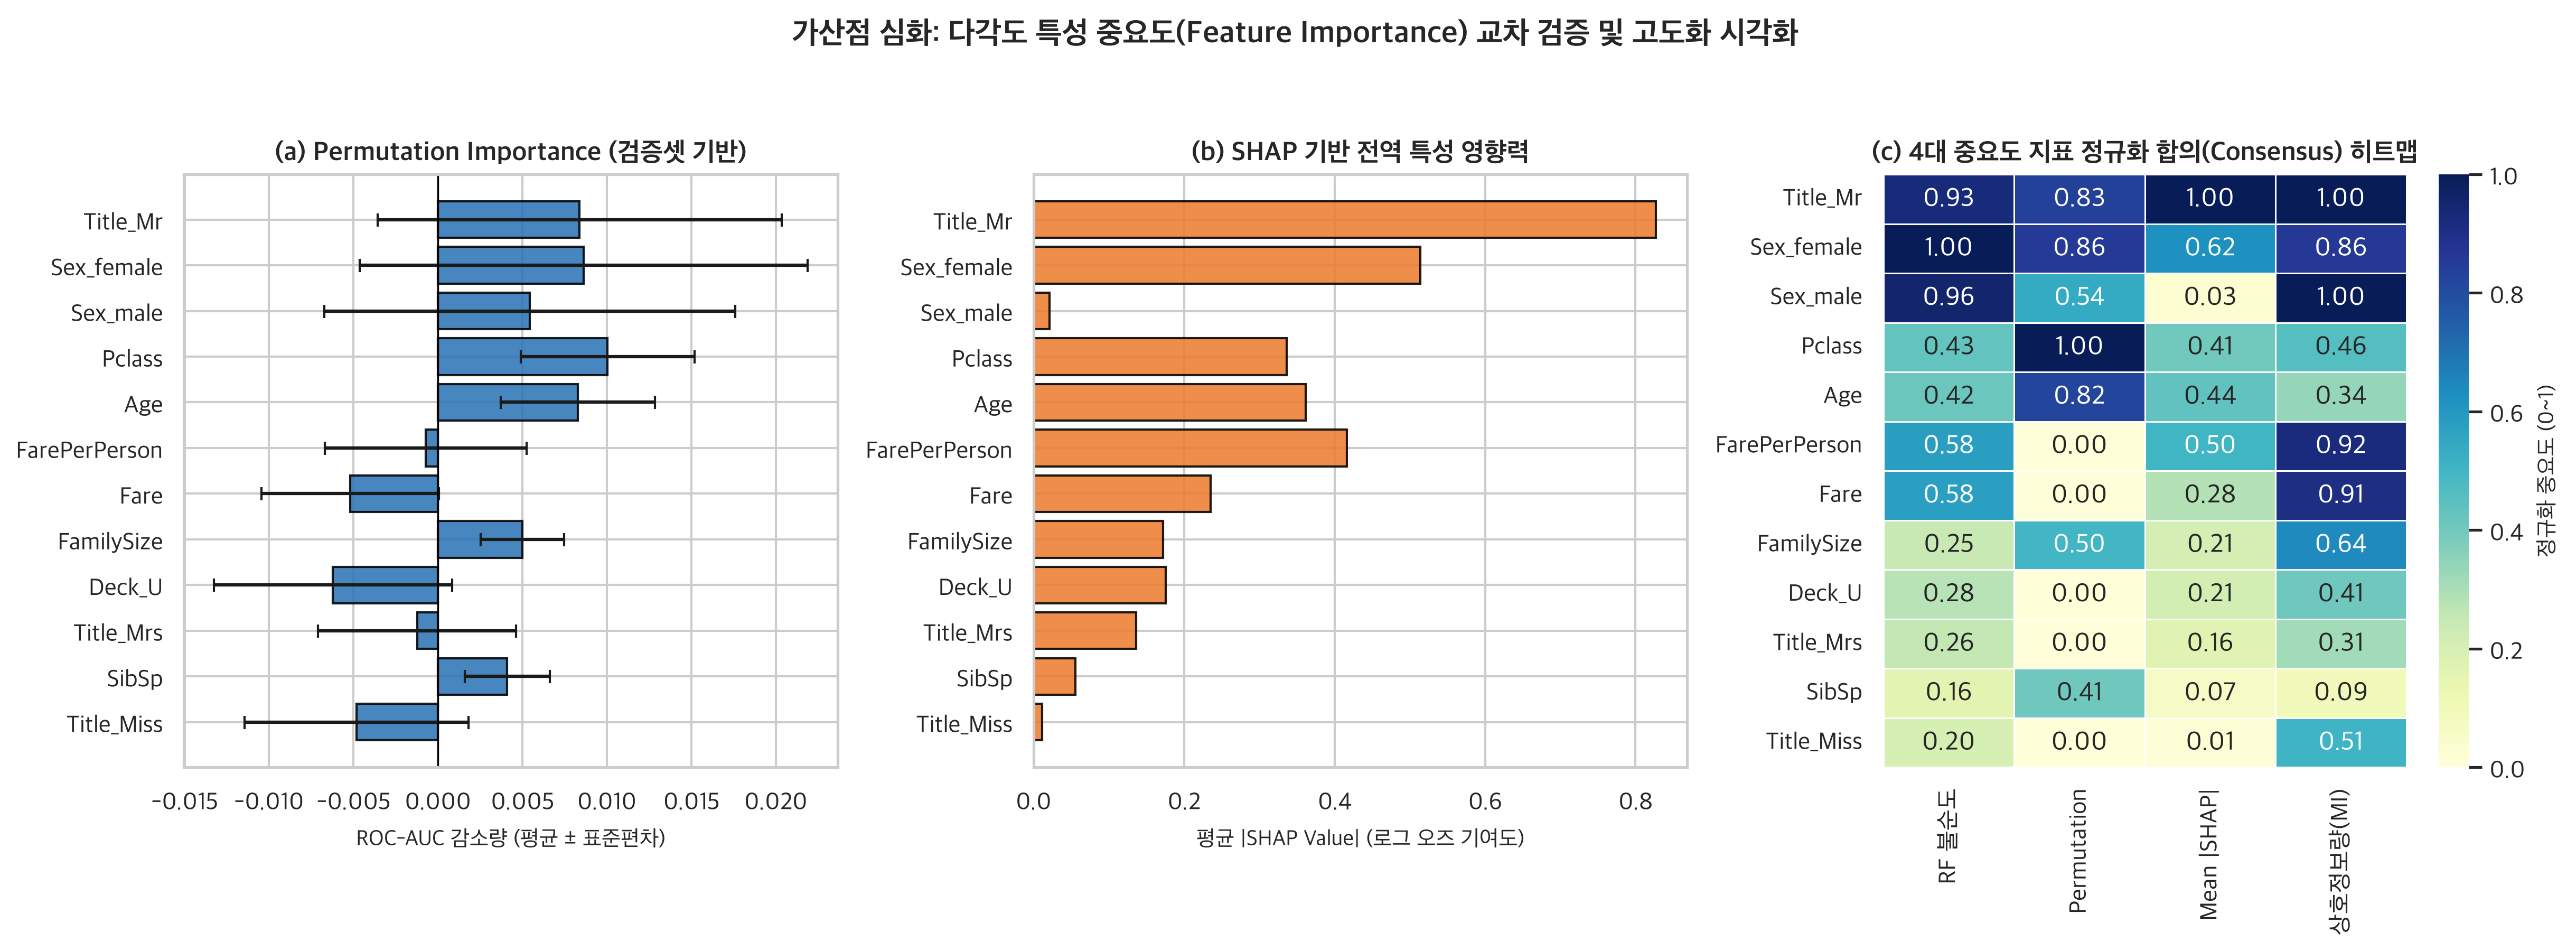 가산점 심화: 다각도 특성 중요도(Feature Importance) 교차 검증 및 고도화 시각화
(a) Permutation Importance (검증셋 기반)
Title_Mr
Sex_female
Sex_male
Pclass
Age
FarePerPerson
Fare
FamilySize
Deck_U
Title_Mrs
SibSp
Title_Miss
-0.015 -0.010 -0.005 0.000 0.005 0.010 0.015 0.020
ROC-AUC 감소량 (평균 ± 표준편차)
(b) SHAP 기반 전역 특성 영향력
Title_Mr
Sex_female
Sex_male
Pclass
Age
FarePerPerson
Fare
FamilySize
Deck_U
Title_Mrs
SibSp
Title_Miss
0.0 0.2 0.4 0.6 0.8
평균 |SHAP Value| (로그 오즈 기여도)
(c) 4대 중요도 지표 정규화 합의(Consensus) 히트맵
Title_Mr 0.93 0.83 1.00 1.00
Sex_female 1.00 0.86 0.62 0.86
Sex_male 0.96 0.54 0.03 1.00
Pclass 0.43 1.00 0.41 0.46
Age 0.42 0.82 0.44 0.34
FarePerPerson 0.58 0.00 0.50 0.92
Fare 0.58 0.00 0.28 0.91
FamilySize 0.25 0.50 0.21 0.64
Deck_U 0.28 0.00 0.21 0.41
Title_Mrs 0.26 0.00 0.16 0.31
SibSp 0.16 0.41 0.07 0.09
Title_Miss 0.20 0.00 0.01 0.51
RF 불순도
Permutation
Mean |SHAP|
상호정보량(MI)
1.0
0.8
0.6
0.4
0.2
0.0
정규화 중요도 (0~1)